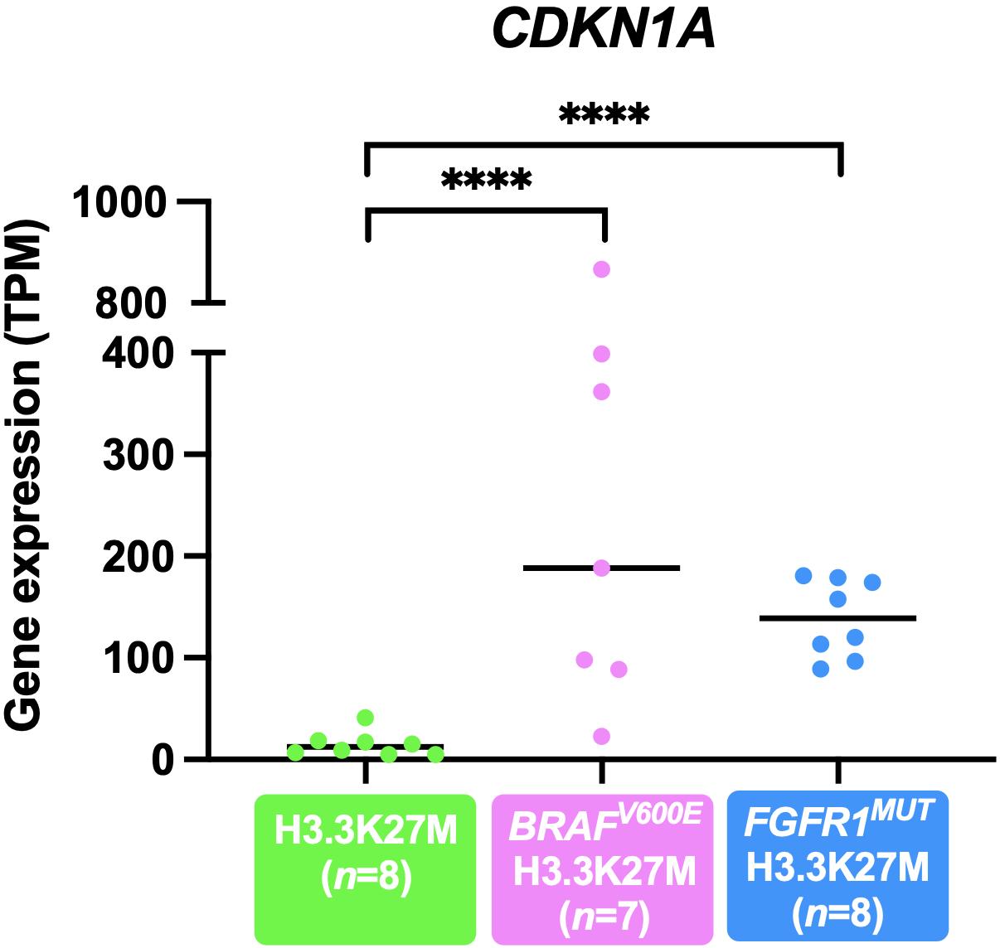 CDKN1A
****
****
Gene expression (TPM)
1000
800
400
300
200
100
0
H3.3K27M
(n=8)
BRAFV600E
H3.3K27M
(n=7)
FGFR1MUT
H3.3K27M
(n=8)